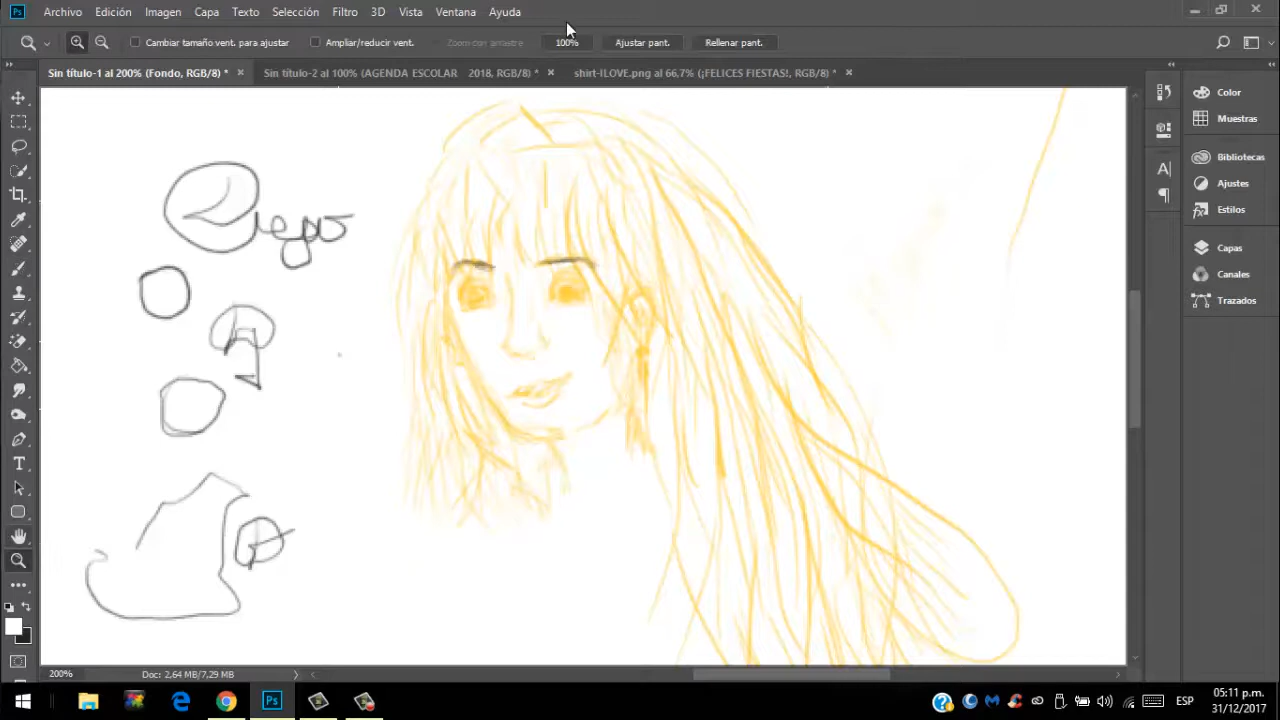 Ps Archivo Edición Imagen Capa Texto Selección Filtro 3D Vista Ventana Ayuda
Cambiar tamaño vent. para ajustar Ampliar/reducir vent. Zoom con arrastre 100% Ajustar pant. Rellenar pant.
Sin título-1 al 200% (Fondo, RGB/8) * Sin título-2 al 100% (AGENDA ESCOLAR 2018, RGB/8) * shirt-ILOVE.png al 66,7% (¡FELICES FIESTAS!, RGB/8) *
Color
Muestras
Bibliotecas
Ajustes
Estilos
Capas
Canales
Trazados
Diego
200% Doc: 2,64 MB/7,29 MB
Ps ESP 05:11 p.m.
31/12/2017